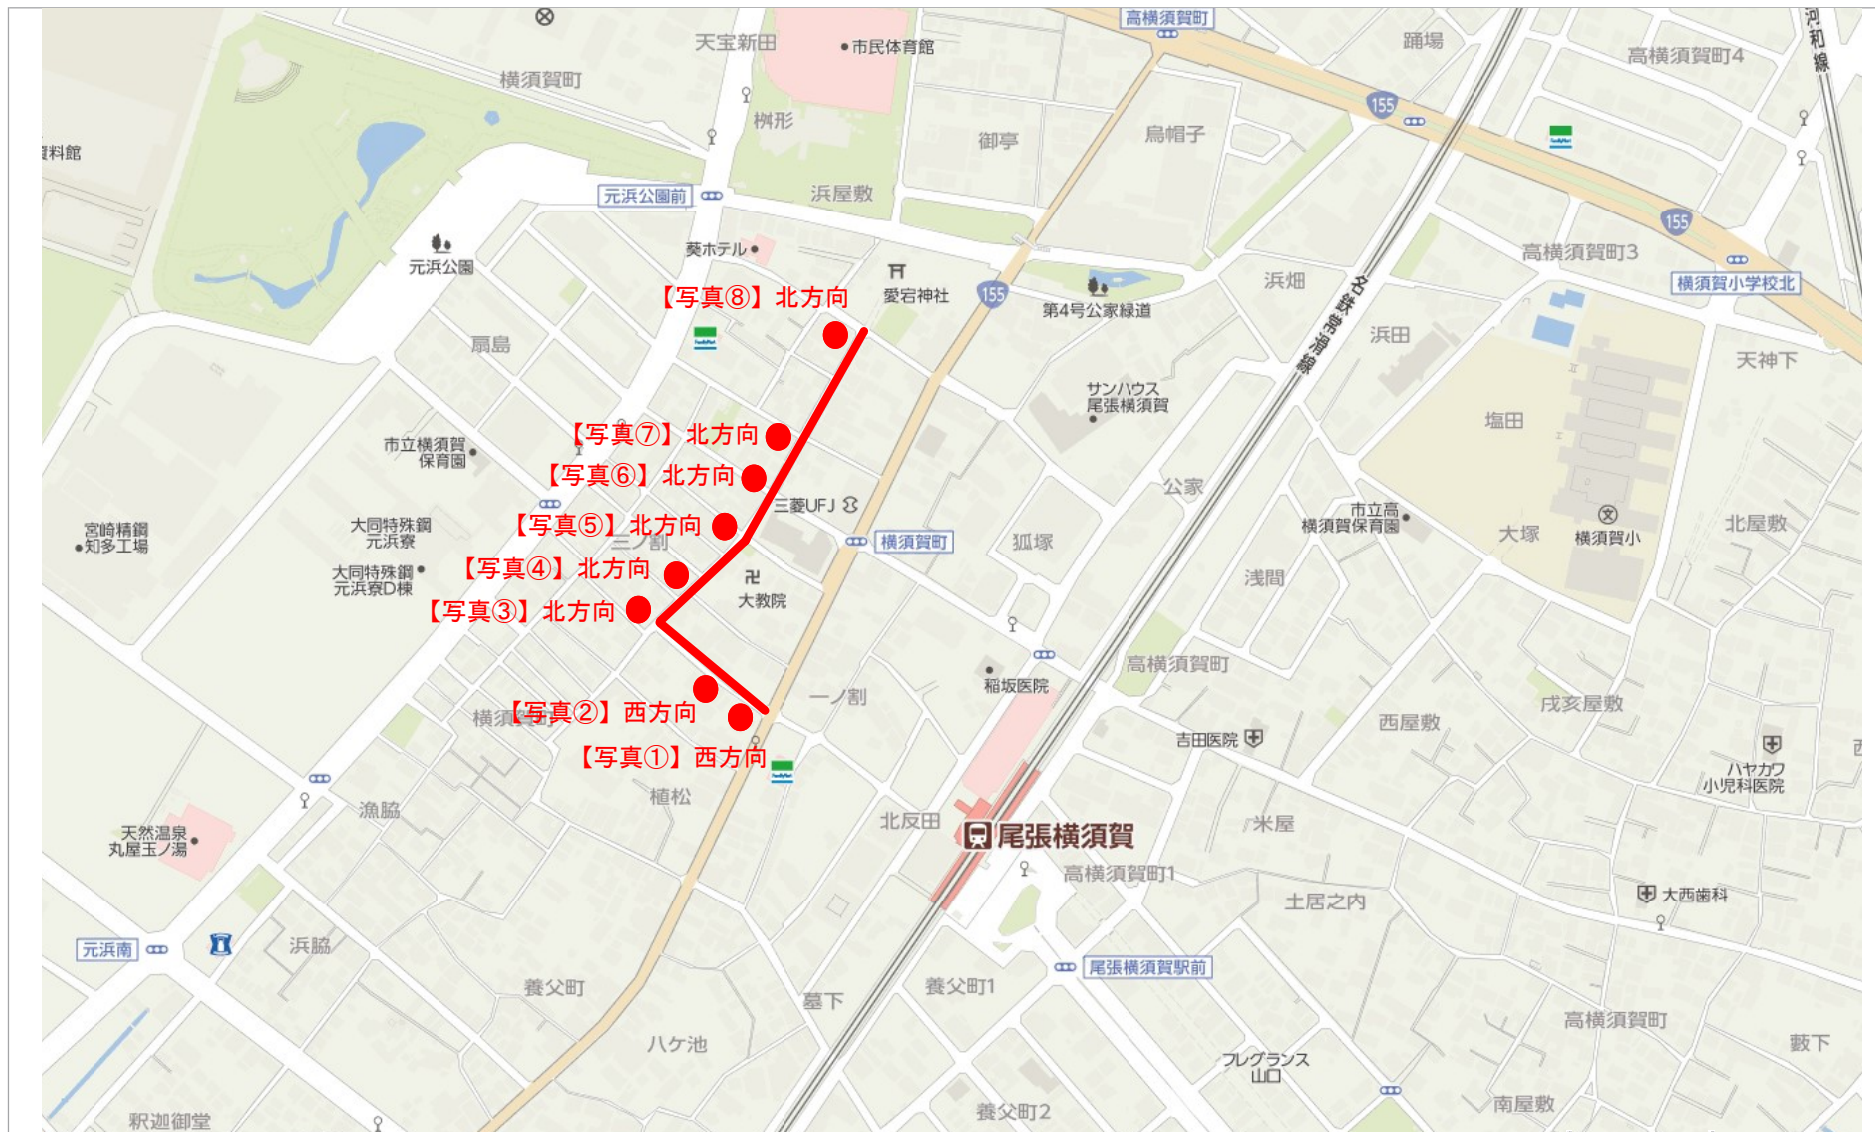 高横須賀町
河和線
天宝新田
市民体育館
踊場
高横須賀町4
横須賀町
155
桝形
御亭
烏帽子
FamilyMart
資料館
元浜公園前
浜屋敷
155
葵ホテル
高横須賀町3
元浜公園
愛宕神社
155
第4号公家緑道
浜畑
横須賀小学校北
【写真⑧】北方向
名鉄常滑線
扇島
FamilyMart
浜田
天神下
サンハウス
尾張横須賀
塩田
【写真⑦】北方向
市立横須賀
保育園
【写真⑥】北方向
公家
三菱UFJ
宮崎精鋼
知多工場
大同特殊鋼
元浜寮
【写真⑤】北方向
三ノ割
横須賀町
狐塚
市立高
横須賀保育園
大塚
横須賀小
北屋敷
大同特殊鋼
元浜寮D棟
【写真④】北方向
大教院
浅間
【写真③】北方向
高横須賀町
稲坂医院
一ノ割
横須賀町
【写真②】西方向
西屋敷
戌亥屋敷
吉田医院
【写真①】西方向
FamilyMart
ハヤカワ
小児科医院
植松
漁脇
北反田
米屋
天然温泉
丸屋玉ノ湯
尾張横須賀
高横須賀町1
土居之内
大西歯科
元浜南
浜脇
尾張横須賀駅前
養父町
墓下
養父町1
高横須賀町
八ケ池
フレグランス
山口
藪下
釈迦御堂
養父町2
南屋敷